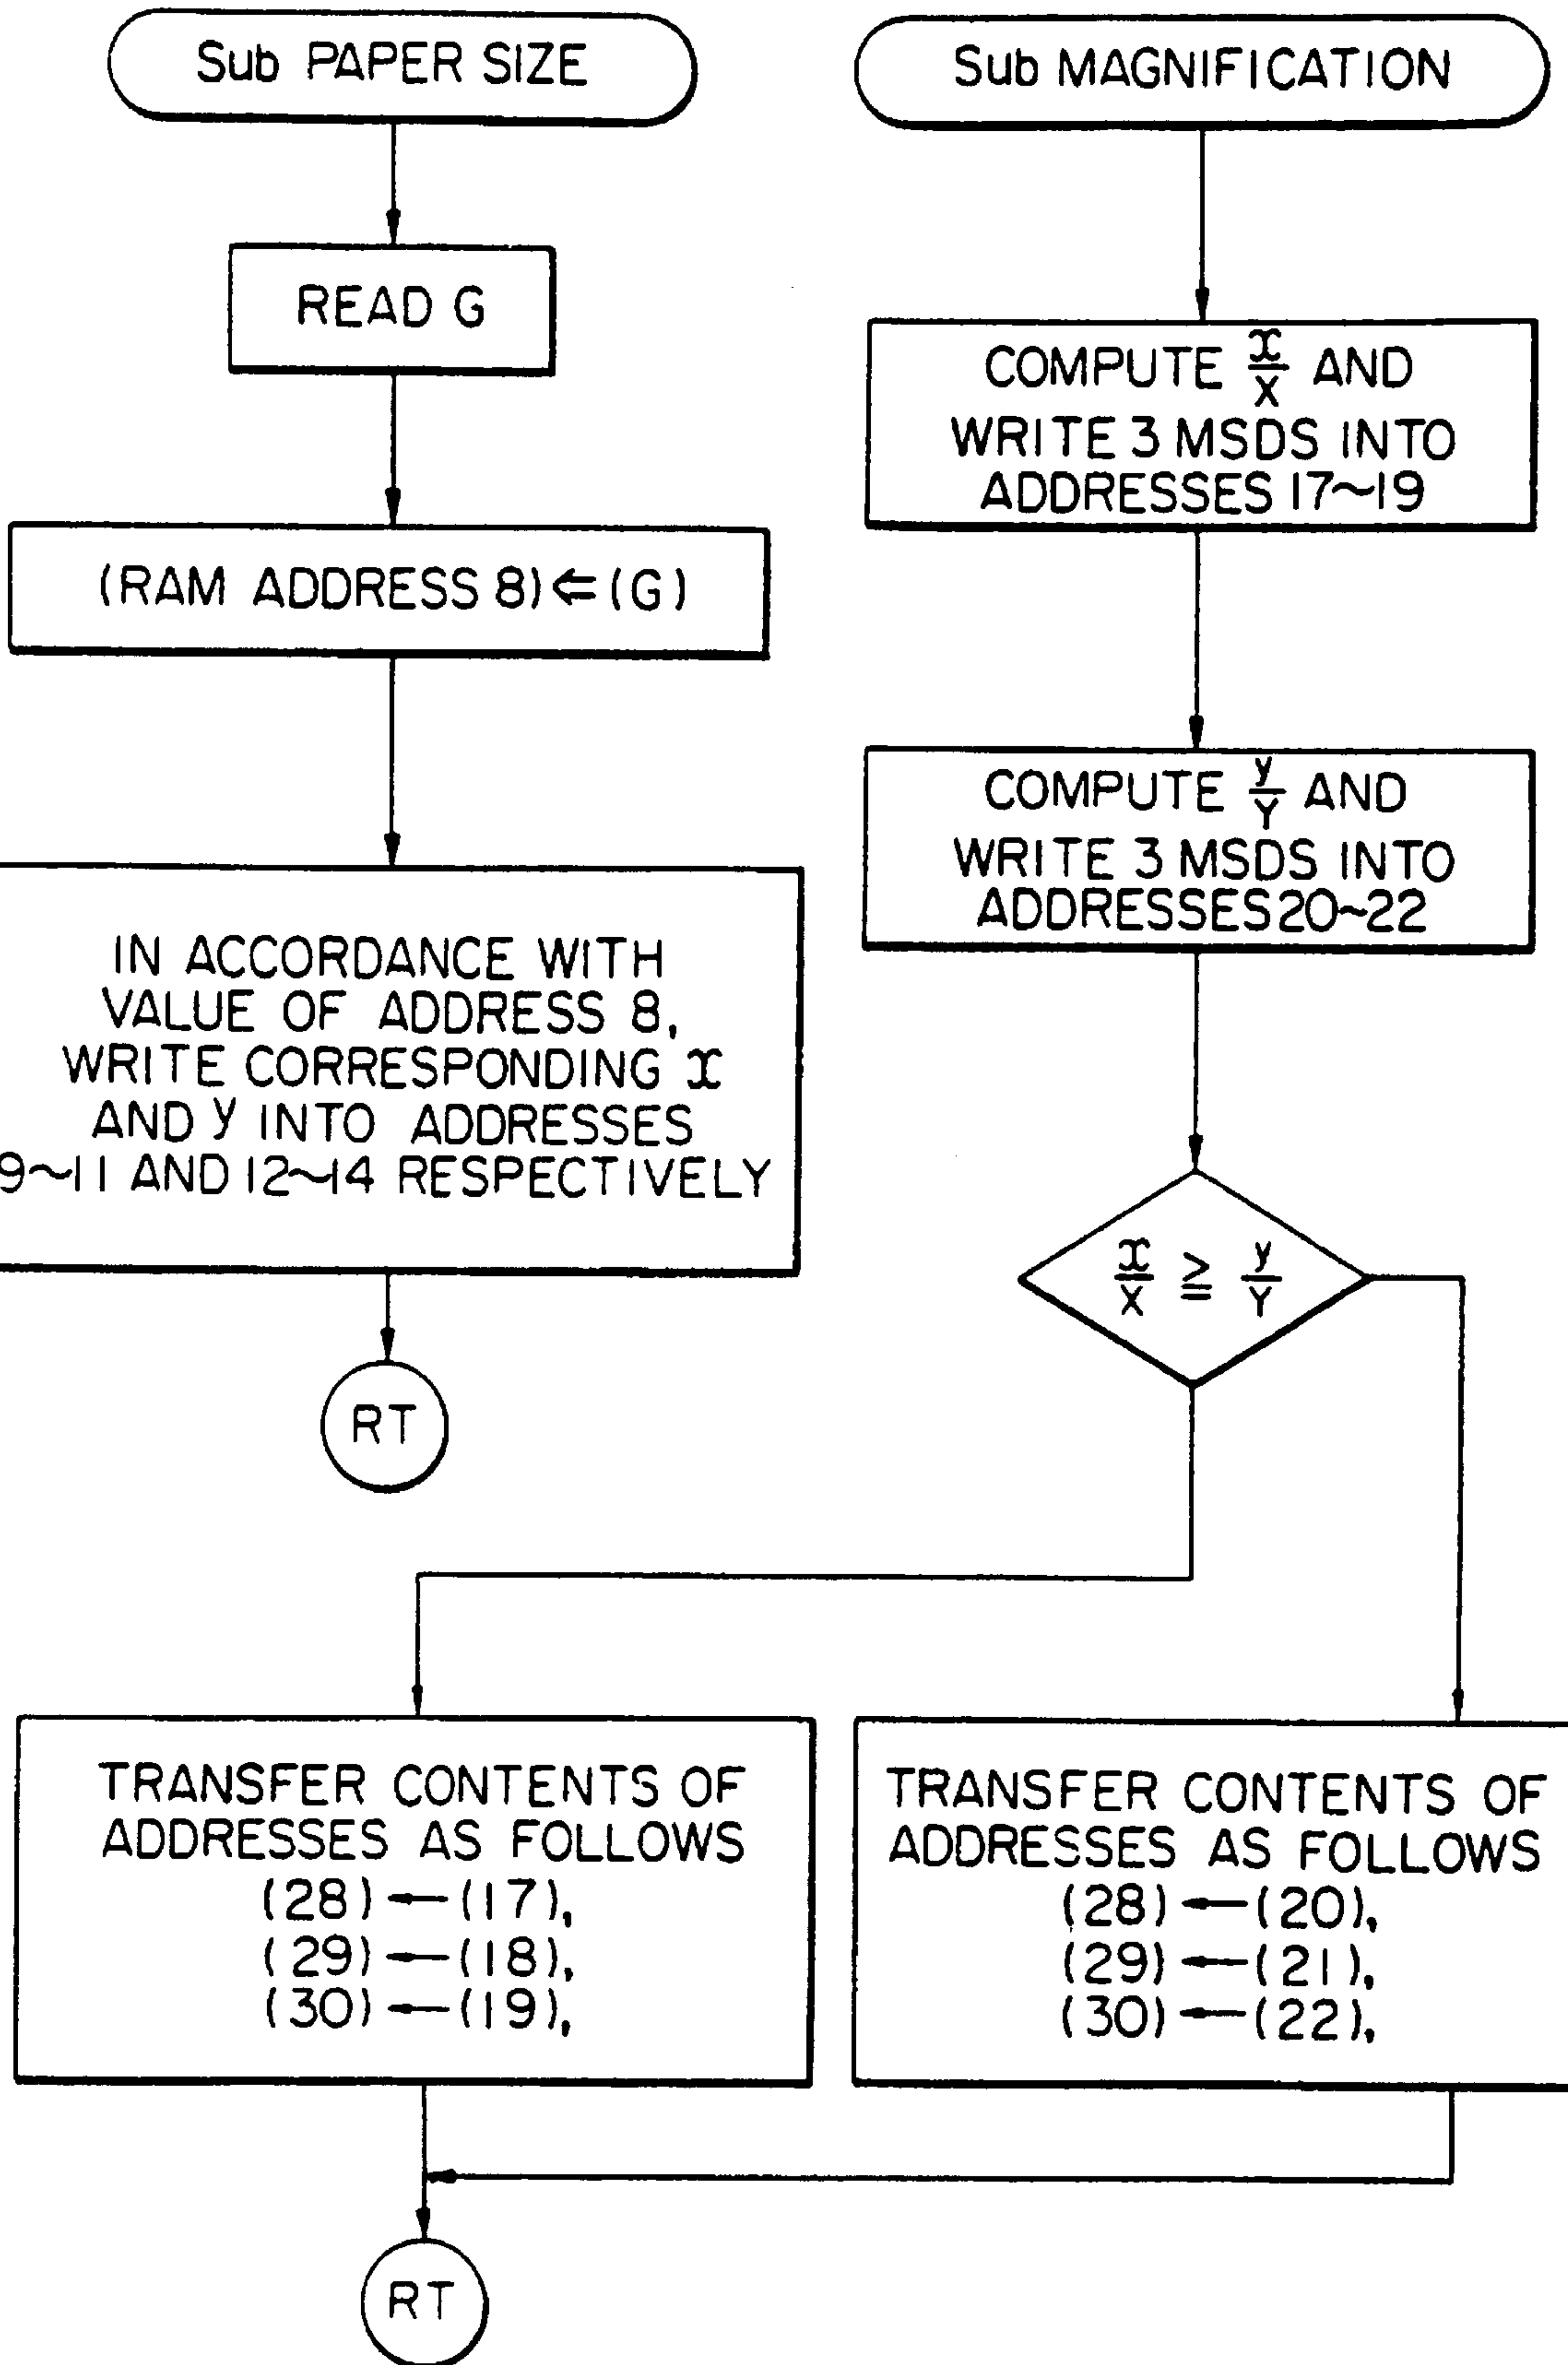 Sub PAPER SIZE
READ G
(RAM ADDRESS 8)⇐(G)
IN ACCORDANCE WITH
VALUE OF ADDRESS 8,
WRITE CORRESPONDING x
AND y INTO ADDRESSES
9~11 AND 12~14 RESPECTIVELY
RT
Sub MAGNIFICATION
COMPUTE x/X AND
WRITE 3 MSDS INTO
ADDRESSES 17~19
COMPUTE y/Y AND
WRITE 3 MSDS INTO
ADDRESSES 20~22
x/X ≧ y/Y
TRANSFER CONTENTS OF
ADDRESSES AS FOLLOWS
(28)←(17),
(29)←(18),
(30)←(19),
TRANSFER CONTENTS OF
ADDRESSES AS FOLLOWS
(28)←(20),
(29)←(21),
(30)←(22),
RT